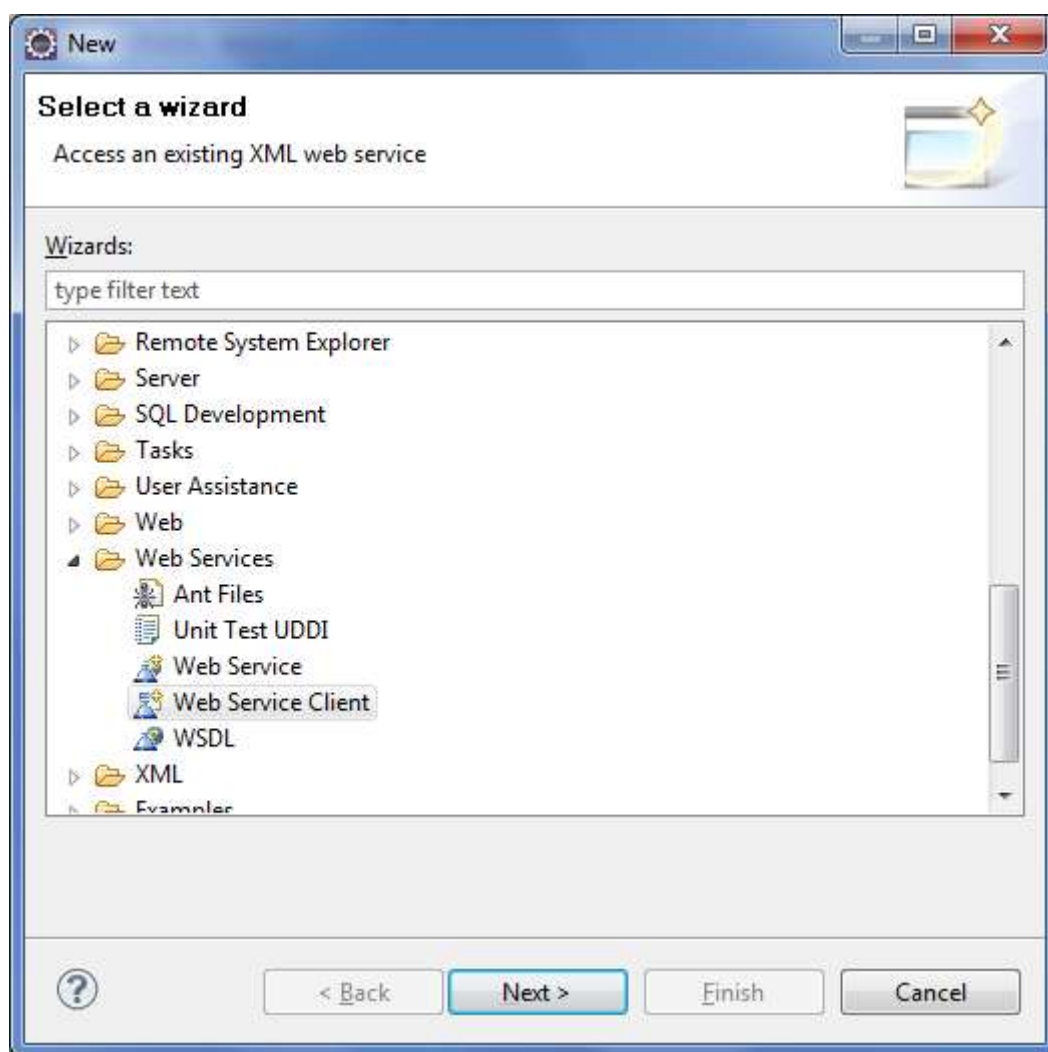 New
Select a wizard
Access an existing XML web service
Wizards:
type filter text
Remote System Explorer
Server
SQL Development
Tasks
User Assistance
Web
Web Services
Ant Files
Unit Test UDDI
Web Service
Web Service Client
WSDL
XML
Examples
?
< Back
Next >
Finish
Cancel